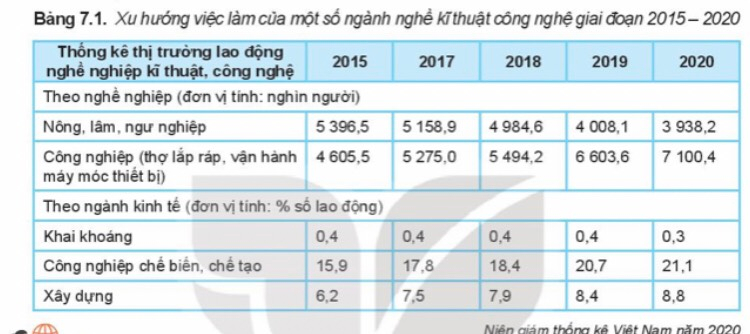 Bảng 7.1. Xu hướng việc làm của một số ngành nghề kĩ thuật công nghệ giai đoạn 2015 – 2020
Thống kê thị trường lao động nghề nghiệp kĩ thuật, công nghệ 2015 2017 2018 2019 2020
Theo nghề nghiệp (đơn vị tính: nghìn người)
Nông, lâm, ngư nghiệp 5 396,5 5 158,9 4 984,6 4 008,1 3 938,2
Công nghiệp (thợ lắp ráp, vận hành máy móc thiết bị) 4 605,5 5 275,0 5 494,2 6 603,6 7 100,4
Theo ngành kinh tế (đơn vị tính: % số lao động)
Khai khoáng 0,4 0,4 0,4 0,4 0,3
Công nghiệp chế biến, chế tạo 15,9 17,8 18,4 20,7 21,1
Xây dựng 6,2 7,5 7,9 8,4 8,8
Niên giám thống kê Việt Nam năm 2020